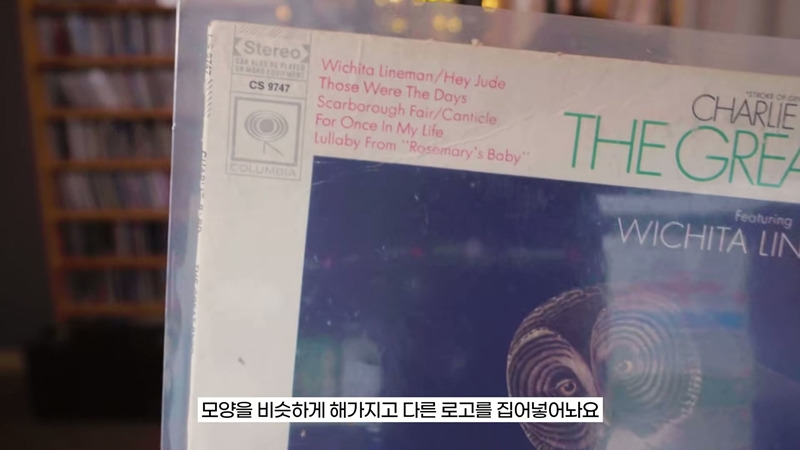 Stereo
CAN ALSO BE PLAYED
ON MONO EQUIPMENT
CS 9747
COLUMBIA
Wichita Lineman/Hey Jude
Those Were The Days
Scarborough Fair/Canticle
For Once In My Life
Lullaby From "Rosemary's Baby"
CHARLIE
THE GREA
Featuring
WICHITA LIN
모양을 비슷하게 해가지고 다른 로고를 집어넣어놔요